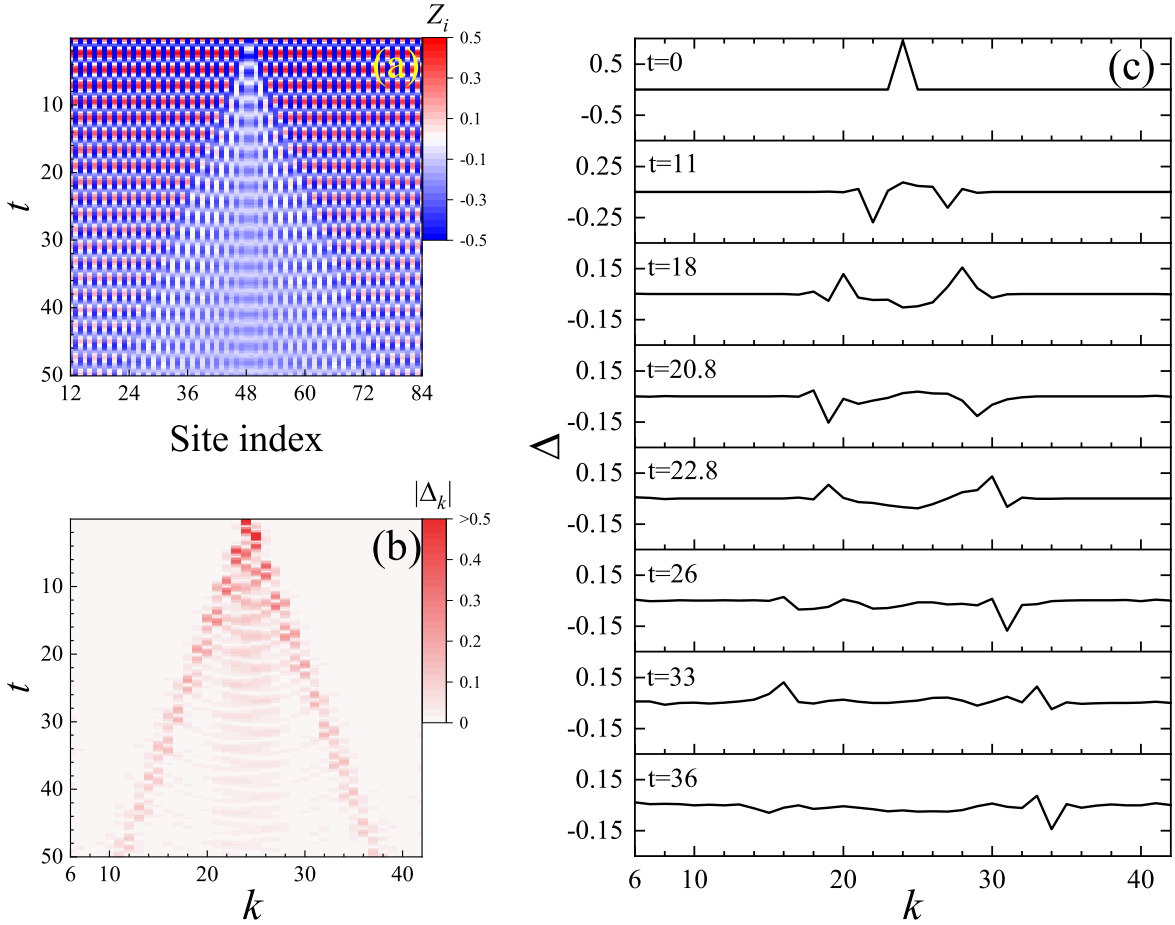 Z_i
0.5
0.3
0.1
-0.1
-0.3
-0.5
(a)
10
20
30
40
50
t
12 24 36 48 60 72 84
Site index
|Δ_k|
>0.5
0.4
0.3
0.2
0.1
0
(b)
10
20
30
40
50
t
6 10 20 30 40
k
(c)
Δ
t=0
0.5
-0.5
t=11
0.25
-0.25
t=18
0.15
-0.15
t=20.8
0.15
-0.15
t=22.8
0.15
-0.15
t=26
0.15
-0.15
t=33
0.15
-0.15
t=36
0.15
-0.15
6 10 20 30 40
k